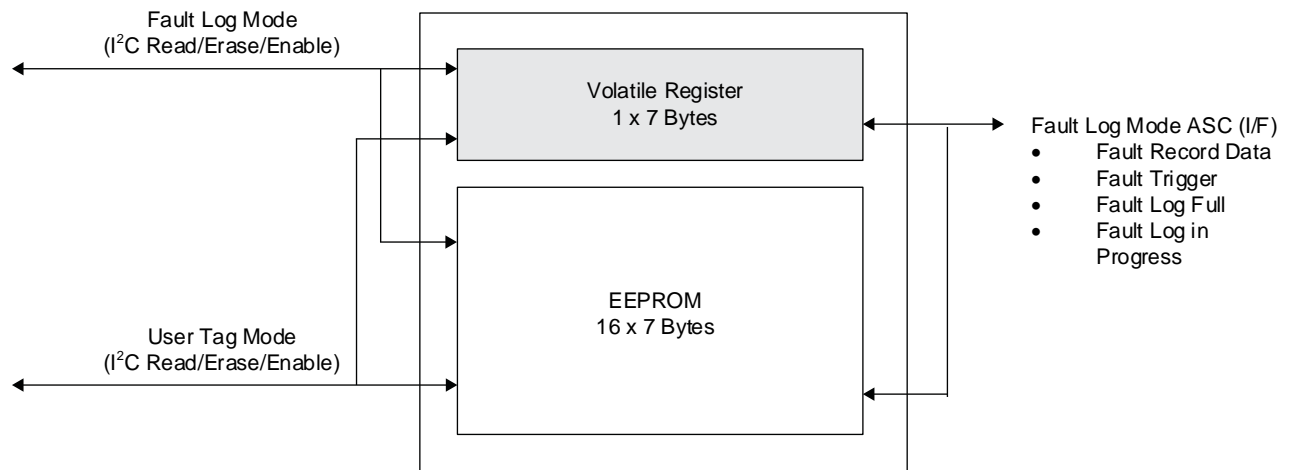 Fault Log Mode
(I²C Read/Erase/Enable)
Volatile Register
1 x 7 Bytes
Fault Log Mode ASC (I/F)
• Fault Record Data
• Fault Trigger
• Fault Log Full
• Fault Log in
Progress
EEPROM
16 x 7 Bytes
User Tag Mode
(I²C Read/Erase/Enable)